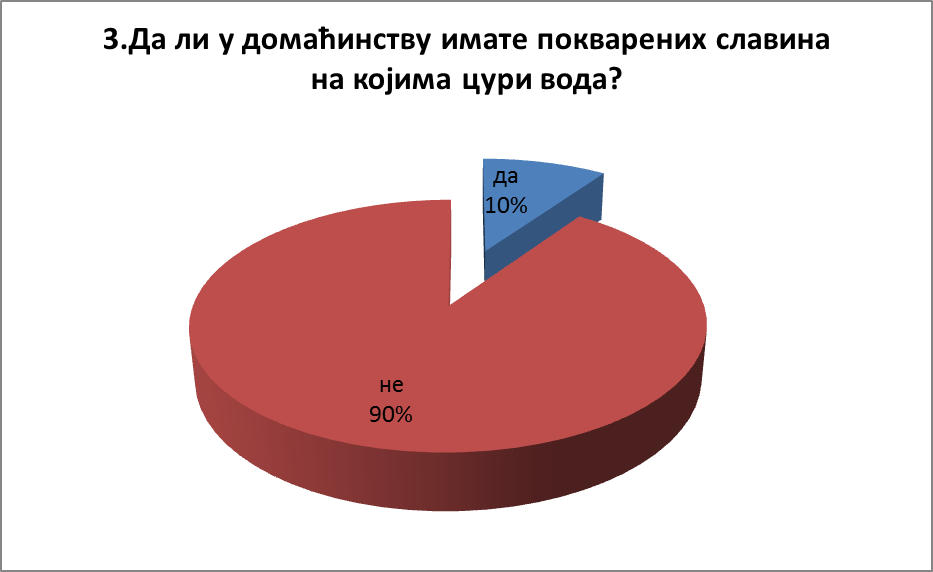 3.Да ли у домаћинству имате покварених славина
на којима цури вода?
да
10%
не
90%